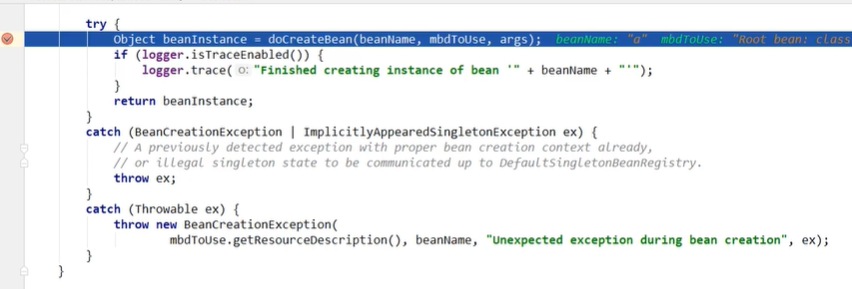 try {
Object beanInstance = doCreateBean(beanName, mbdToUse, args); beanName: "a" mbdToUse: "Root bean: class
if (logger.isTraceEnabled()) {
logger.trace( o: "Finished creating instance of bean '" + beanName + "'");
}
return beanInstance;
}
catch (BeanCreationException | ImplicitlyAppearedSingletonException ex) {
// A previously detected exception with proper bean creation context already,
// or illegal singleton state to be communicated up to DefaultSingletonBeanRegistry.
throw ex;
}
catch (Throwable ex) {
throw new BeanCreationException(
mbdToUse.getResourceDescription(), beanName, "Unexpected exception during bean creation", ex);
}
}